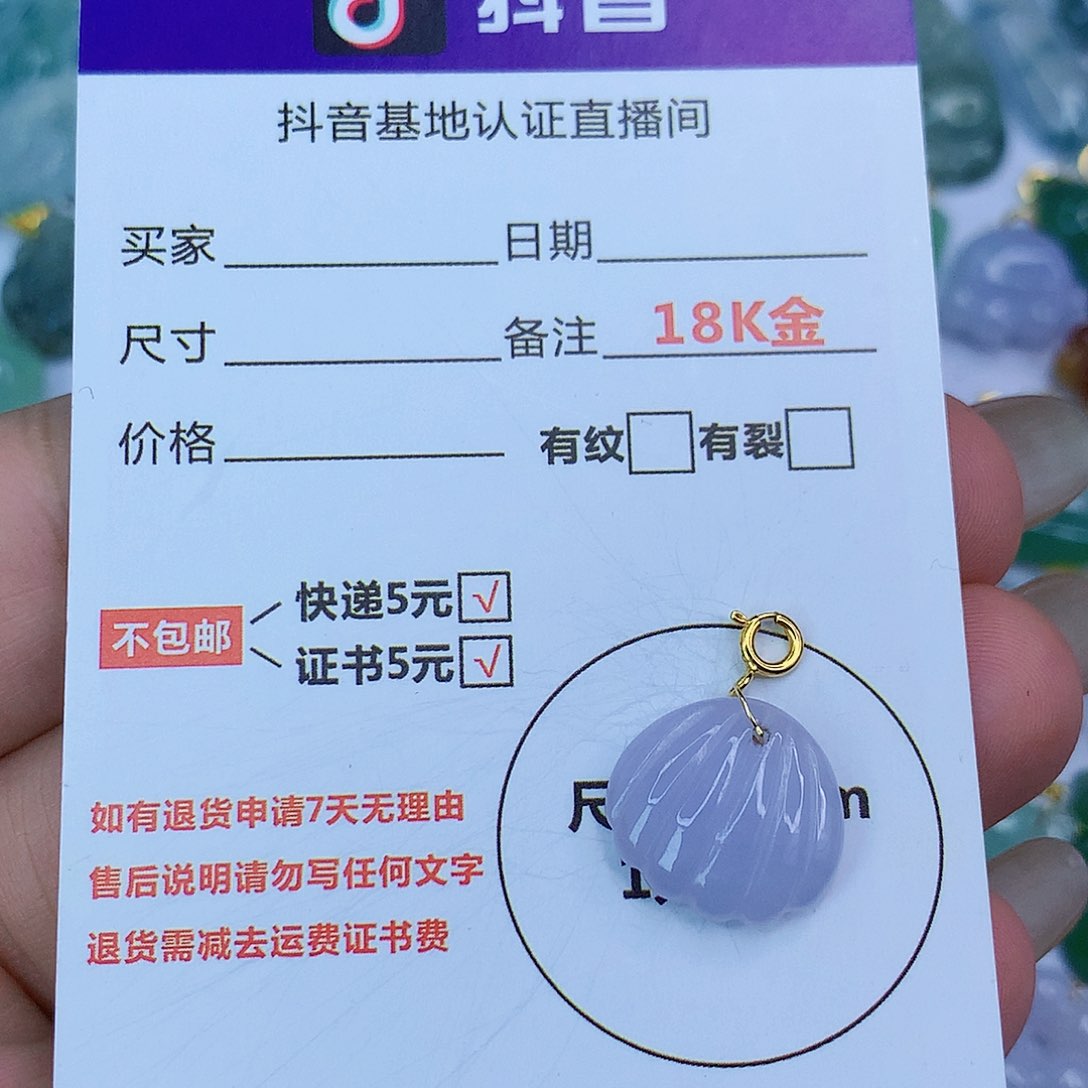 抖音
抖音基地认证直播间
买家 日期
尺寸 备注 18K金
价格 有纹 有裂
快递5元 √
不包邮
证书5元 √
尺 m
如有退货申请7天无理由
售后说明请勿写任何文字
退货需减去运费证书费